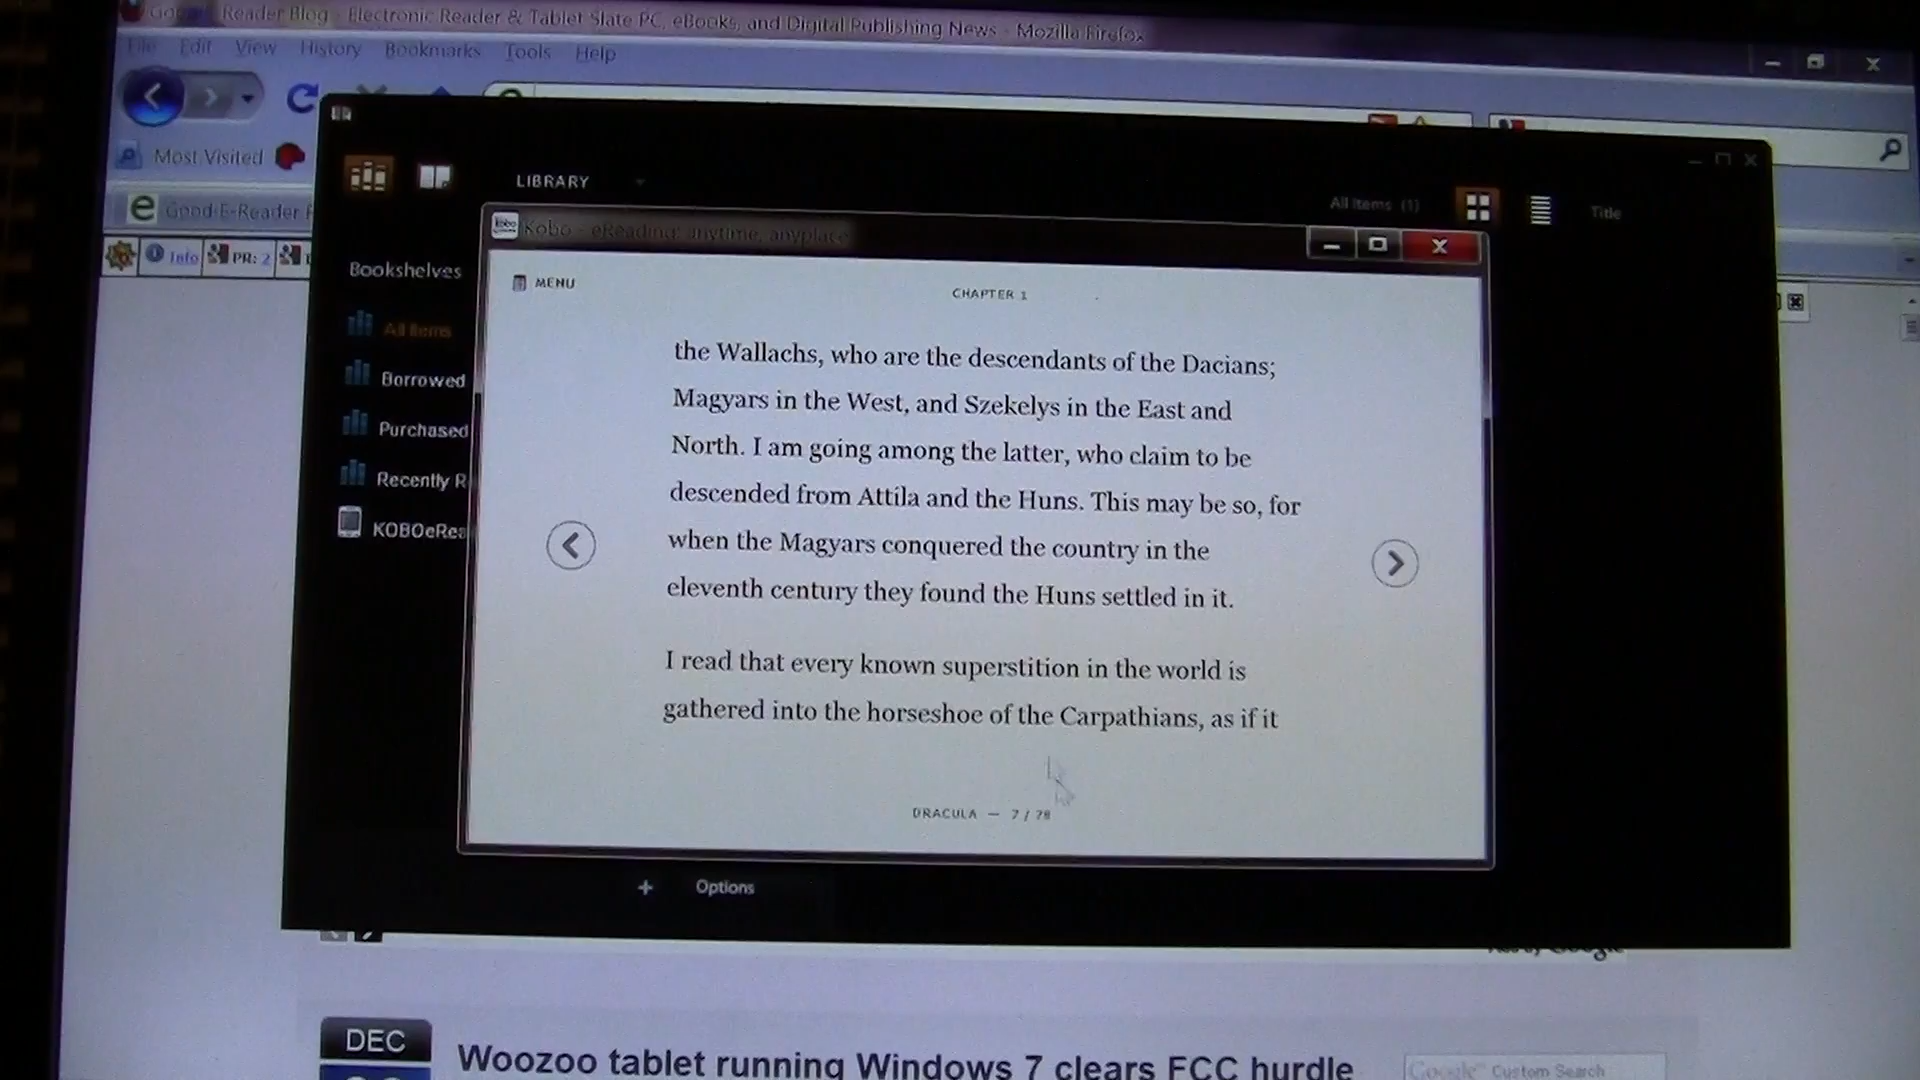 Reader Blog - Electronic Reader & Tablet Slate PC, eBooks, and Digital Publishing News - Mozilla Firefox
File Edit View History Bookmarks Tools Help
Most Visited
Good-E-Reader
Info PR: 2
LIBRARY
All Items (1)
Title
Bookshelves
All Items
Borrowed
Purchased
Recently R
KOBOeRea
kobo
Kobo - eReading: anytime, anyplace
MENU
CHAPTER 1
the Wallachs, who are the descendants of the Dacians;
Magyars in the West, and Szekelys in the East and
North. I am going among the latter, who claim to be
descended from Attila and the Huns. This may be so, for
when the Magyars conquered the country in the
eleventh century they found the Huns settled in it.
I read that every known superstition in the world is
gathered into the horseshoe of the Carpathians, as if it
DRACULA — 7 / 78
+ Options
DEC
Woozoo tablet running Windows 7 clears FCC hurdle
Google™ Custom Search